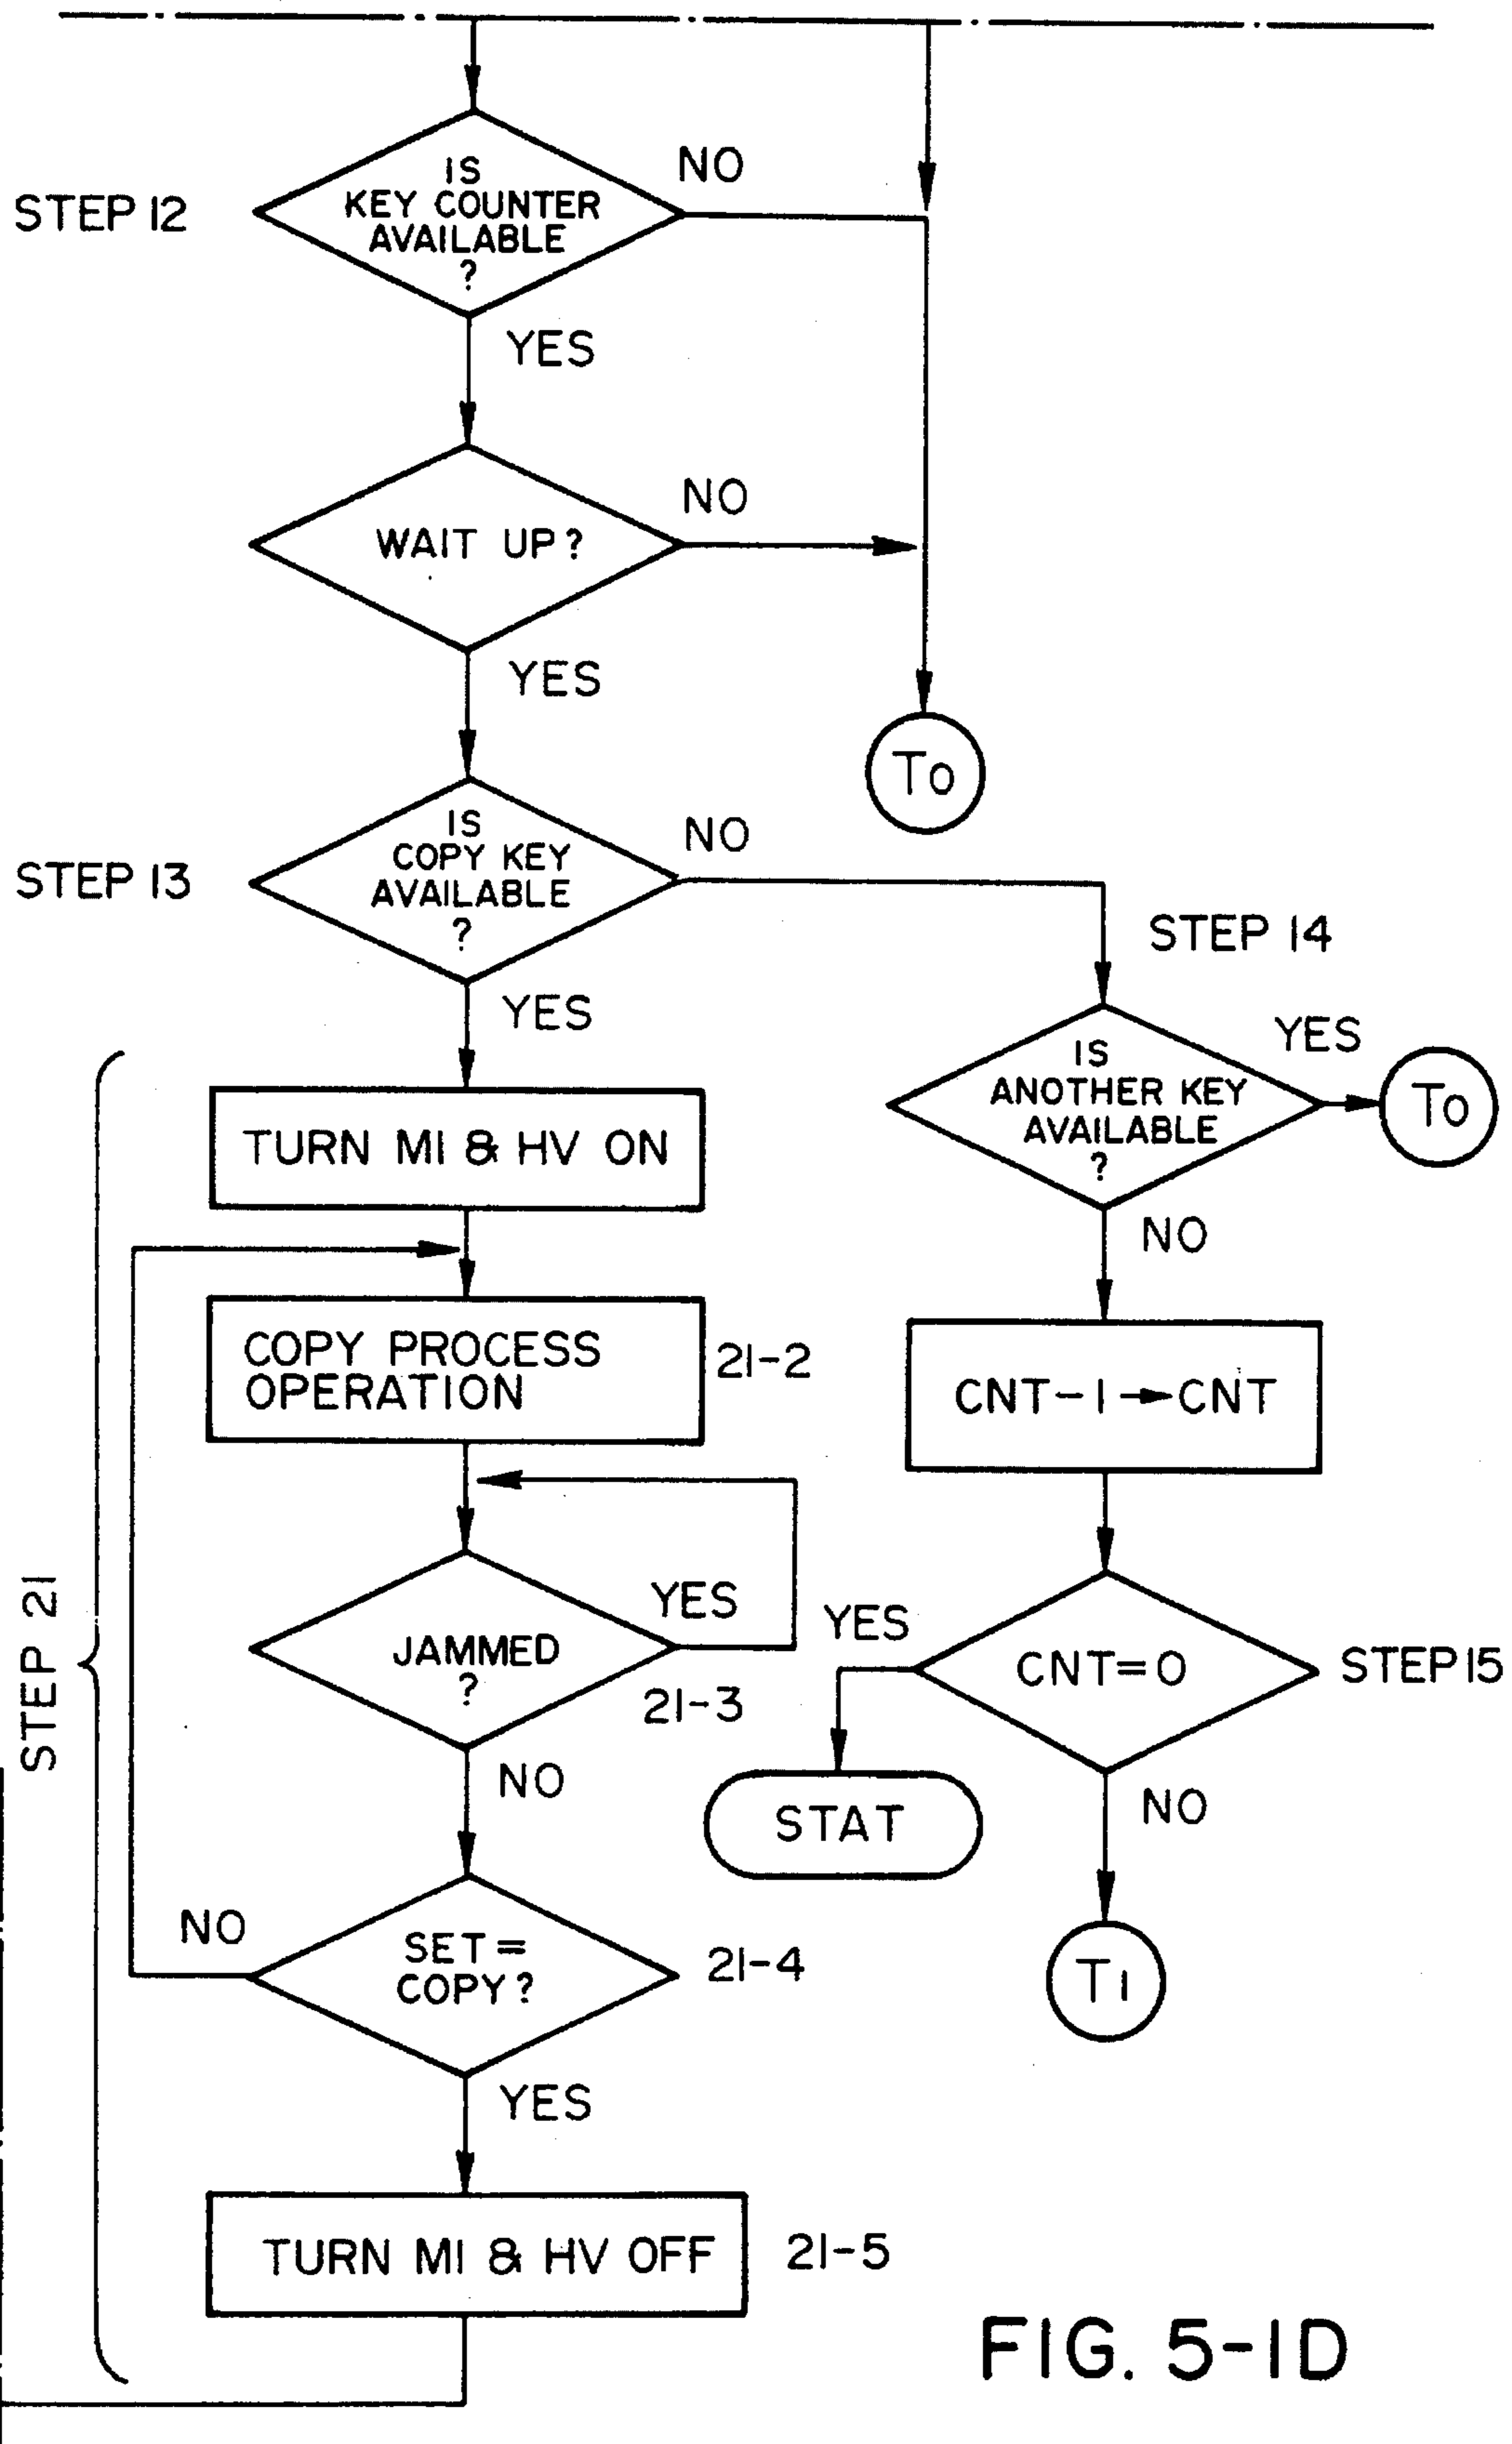 IS
KEY COUNTER
AVAILABLE
?
NO
STEP 12
YES
WAIT UP?
NO
YES
To
IS
COPY KEY
AVAILABLE
?
NO
STEP 13
YES
STEP 14
IS
ANOTHER KEY
AVAILABLE
?
YES
To
NO
TURN M1 & HV ON
COPY PROCESS
OPERATION
21-2
CNT-1→CNT
JAMMED
?
YES
21-3
NO
STEP 21
YES
CNT=0
STEP 15
STAT
NO
T1
SET=
COPY?
NO
21-4
YES
TURN M1 & HV OFF
21-5
FIG. 5-1D